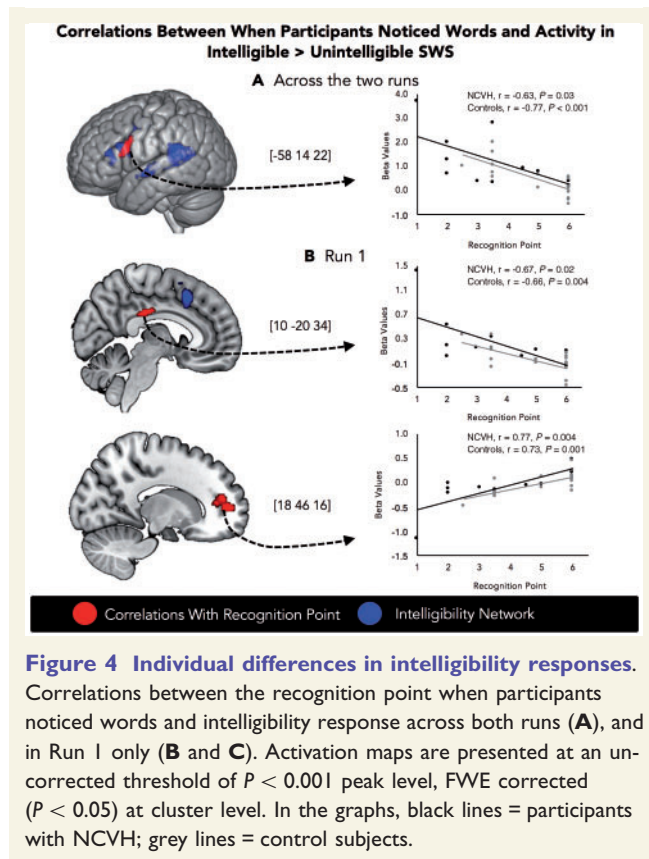 Correlations Between When Participants Noticed Words and Activity in
Intelligible > Unintelligible SWS
A Across the two runs
NCVH, r = -0.63, P = 0.03
Controls, r = -0.77, P < 0.001
4.0
3.0
2.0
1.0
0.0
-1.0
Beta Values
[-58 14 22]
1 2 3 4 5 6
Recognition Point
B Run 1
NCVH, r = -0.67, P = 0.02
Controls, r = -0.66, P = 0.004
1.5
1.1
0.7
0.3
-0.1
-0.5
Beta Values
[10 -20 34]
1 2 3 4 5 6
Recognition Point
NCVH, r = 0.77, P = 0.004
Controls, r = 0.73, P = 0.001
1.0
0.5
0.0
-0.5
-1.0
-1.5
Beta Values
[18 46 16]
1 2 3 4 5 6
Recognition Point
Correlations With Recognition Point Intelligibility Network
Figure 4 Individual differences in intelligibility responses.
Correlations between the recognition point when participants
noticed words and intelligibility response across both runs (A), and
in Run 1 only (B and C). Activation maps are presented at an un-
corrected threshold of P < 0.001 peak level, FWE corrected
(P < 0.05) at cluster level. In the graphs, black lines = participants
with NCVH; grey lines = control subjects.